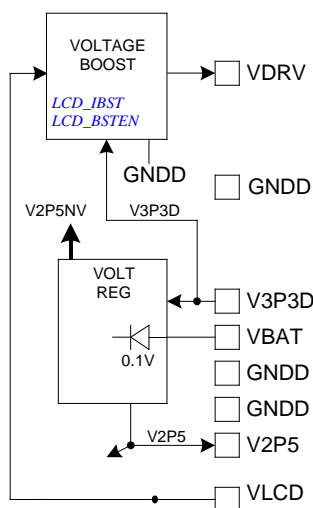 VOLTAGE
BOOST
VDRV
LCD_IBST
LCD_BSTEN
GNDD
GNDD
V2P5NV
V3P3D
VOLT
REG
V3P3D
VBAT
0.1V
GNDD
GNDD
V2P5
V2P5
VLCD